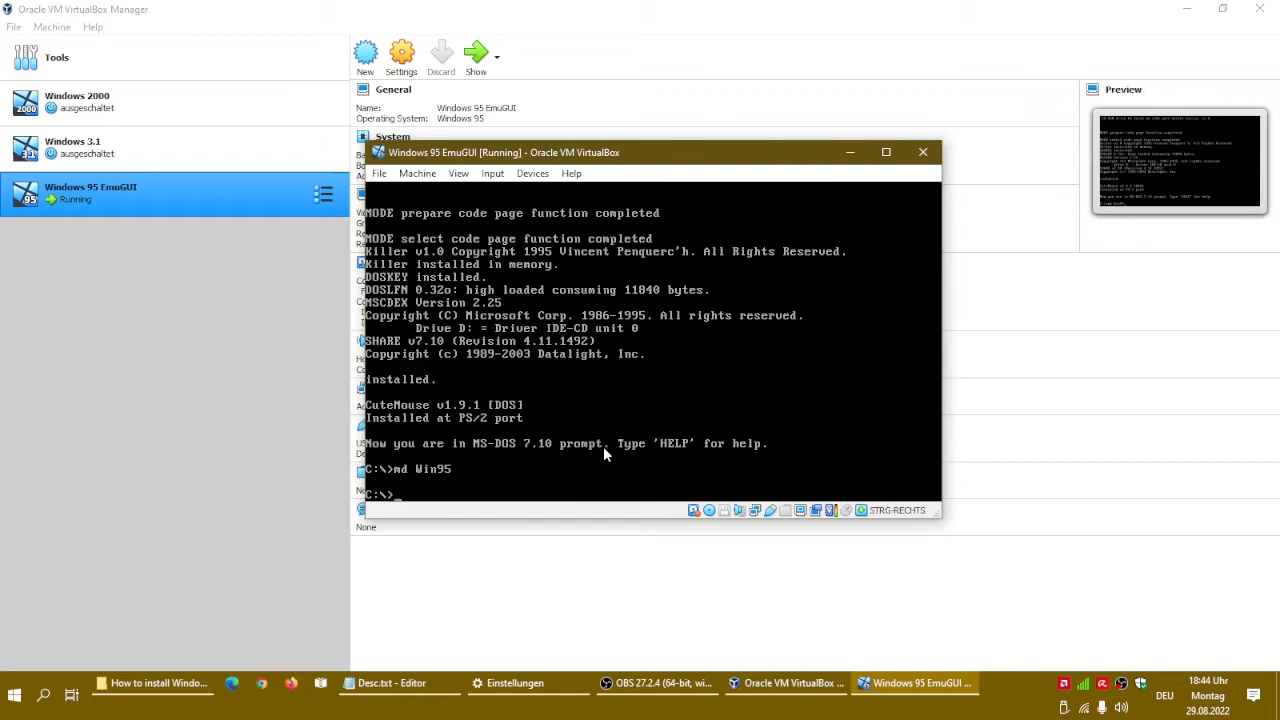 Oracle VM VirtualBox Manager
File Machine Help
Tools
Windows 2000
ausgeschaltet
Windows 3.1
ausgeschaltet
Windows 95 EmuGUI
Running
New Settings Discard Show
General
Name: Windows 95 EmuGUI
Operating System: Windows 95
System
Preview
Windows 95 EmuGUI [Running] - Oracle VM VirtualBox
File Machine View Input Devices Help
MODE prepare code page function completed
MODE select code page function completed
Killer v1.0 Copyright 1995 Vincent Penquerc'h. All Rights Reserved.
Killer installed in memory.
DOSKEY installed.
DOSLFN 0.32o: high loaded consuming 11840 bytes.
MSCDEX Version 2.25
Copyright (C) Microsoft Corp. 1986-1995. All rights reserved.
Drive D: = Driver IDE-CD unit 0
SHARE v7.10 (Revision 4.11.1492)
Copyright (c) 1989-2003 Datalight, Inc.
installed.
CuteMouse v1.9.1 [DOS]
Installed at PS/2 port
Now you are in MS-DOS 7.10 prompt. Type 'HELP' for help.
C:\>md Win95
C:\>_
STRG-RECHTS
None
How to install Windo...
Desc.txt - Editor
Einstellungen
OBS 27.2.4 (64-bit, wi...
Oracle VM VirtualBox ...
Windows 95 EmuGUI ...
DEU
18:44 Uhr
Montag
29.08.2022